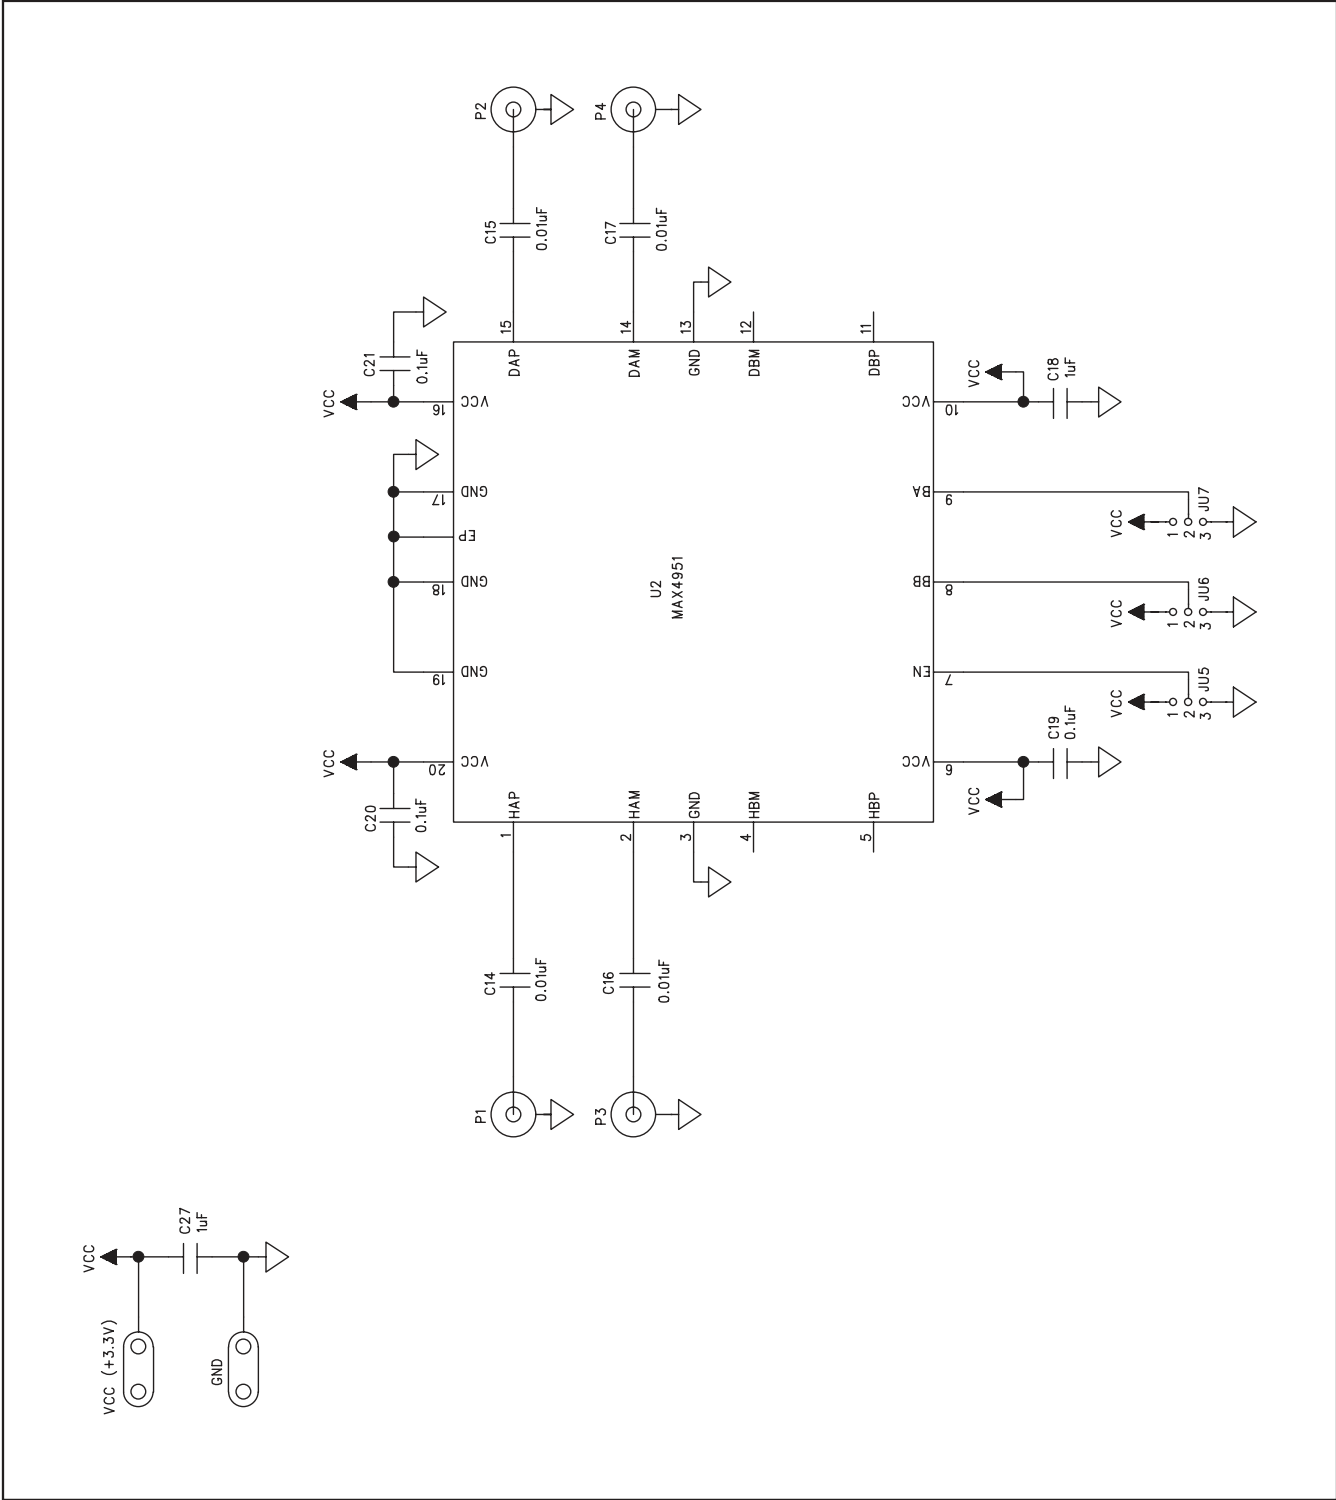 VCC (+3.3V)
GND
VCC
C27
1uF
P1
P3
C14
0.01uF
C16
0.01uF
VCC
C20
0.1uF
20
VCC
19
GND
18
GND
EP
17
GND
16
VCC
VCC
C21
0.1uF
1
HAP
2
HAM
3
GND
4
HBM
5
HBP
U2
MAX4951
15
DAP
14
DAM
13
GND
12
DBM
11
DBP
C15
0.01uF
C17
0.01uF
P2
P4
VCC
6
VCC
C19
0.1uF
EN
7
BB
8
BA
9
VCC
10
VCC
C18
1uF
VCC
1
2
3
JU5
VCC
1
2
3
JU6
VCC
1
2
3
JU7